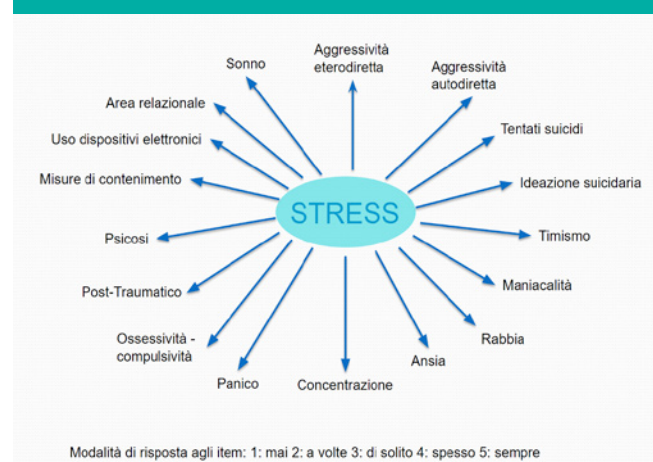 Aggressività
eterodiretta
Aggressività
autodiretta
Sonno
Area relazionale
Tentati suicidi
Uso dispositivi elettronici
Misure di contenimento
Ideazione suicidaria
STRESS
Psicosi
Timismo
Post-Traumatico
Maniacalità
Ossessività -
compulsività
Rabbia
Panico
Concentrazione
Ansia
Modalità di risposta agli item: 1: mai 2: a volte 3: di solito 4: spesso 5: sempre